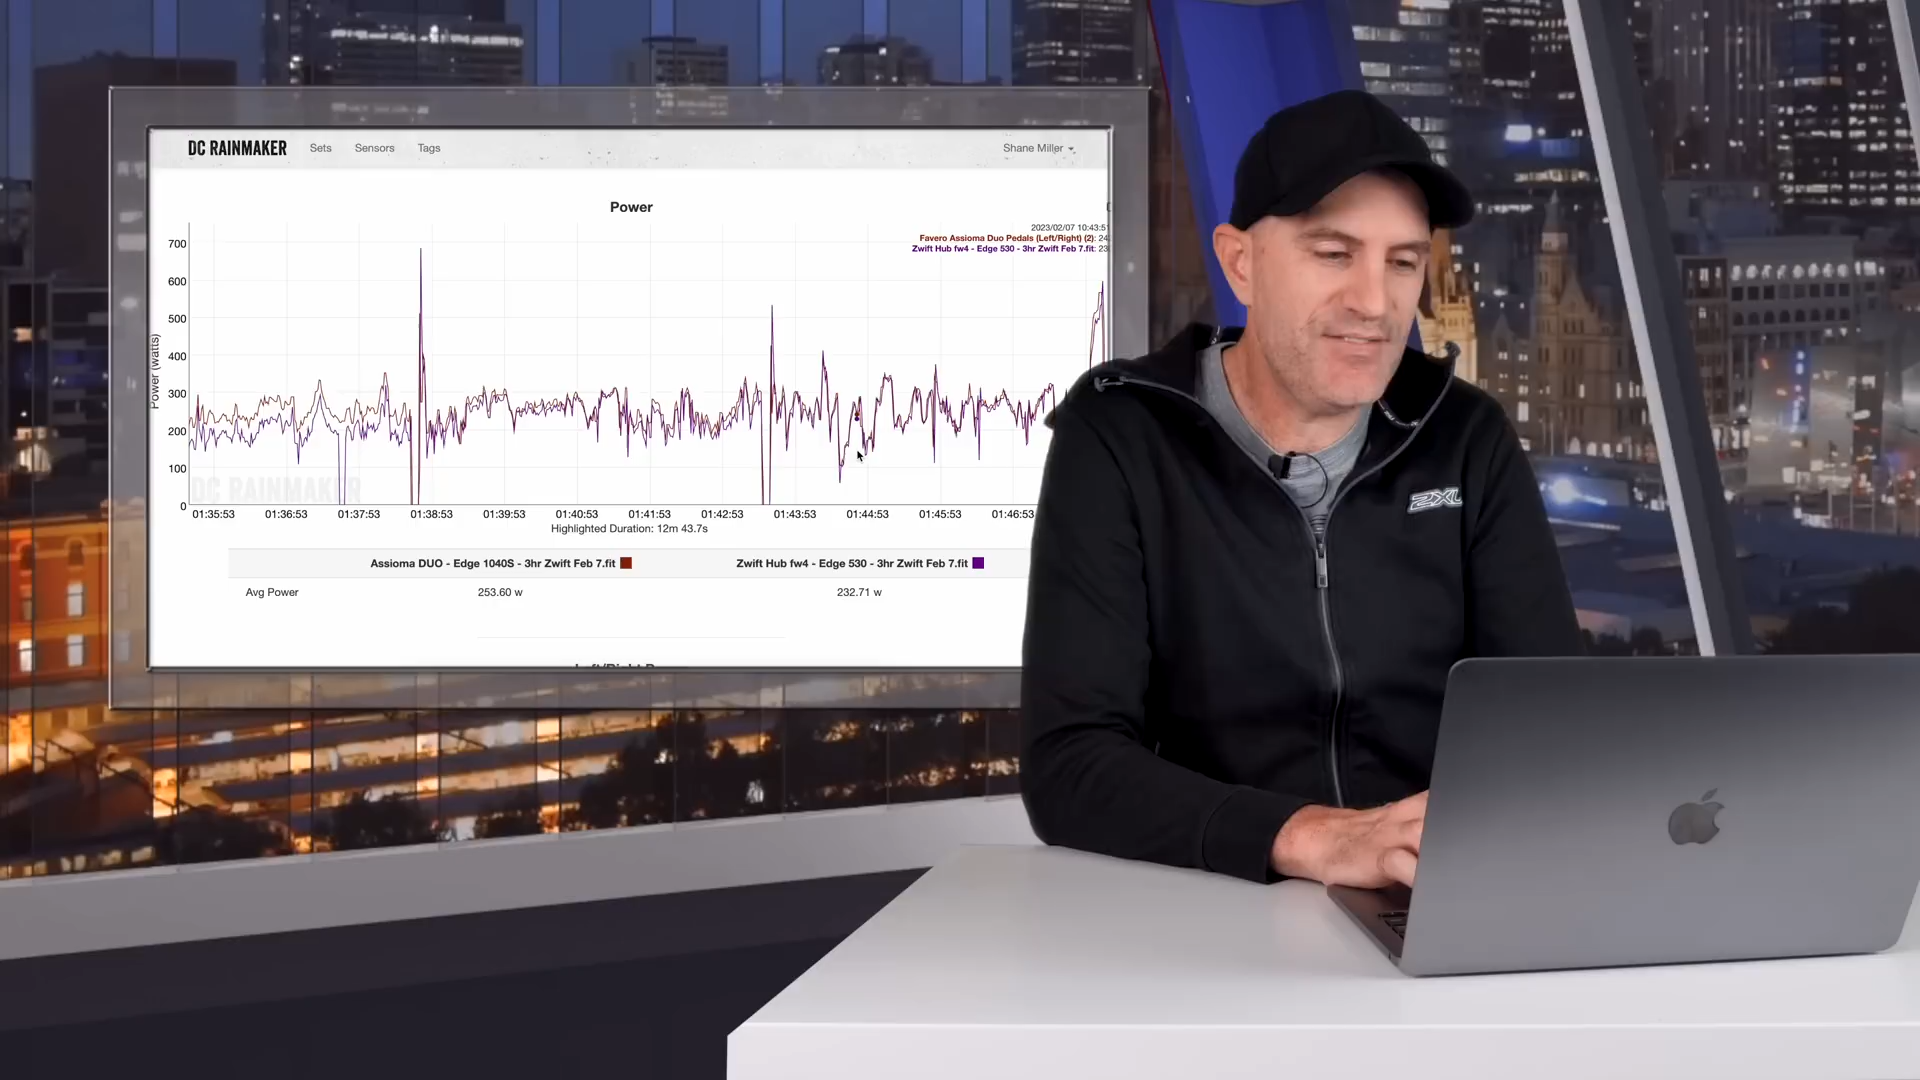 DC RAINMAKER Sets Sensors Tags Shane Miller
Power
2023/02/07 10:43:51
Favero Assioma Duo Pedals (Left/Right) (2): 24
Zwift Hub fw4 - Edge 530 - 3hr Zwift Feb 7.fit: 23
Power (watts)
700
600
500
400
300
200
100
0
DC RAINMAKER
01:35:53 01:36:53 01:37:53 01:38:53 01:39:53 01:40:53 01:41:53 01:42:53 01:43:53 01:44:53 01:45:53 01:46:53
Highlighted Duration: 12m 43.7s
Assioma DUO - Edge 1040S - 3hr Zwift Feb 7.fit Zwift Hub fw4 - Edge 530 - 3hr Zwift Feb 7.fit
Avg Power 253.60 w 232.71 w
2XU